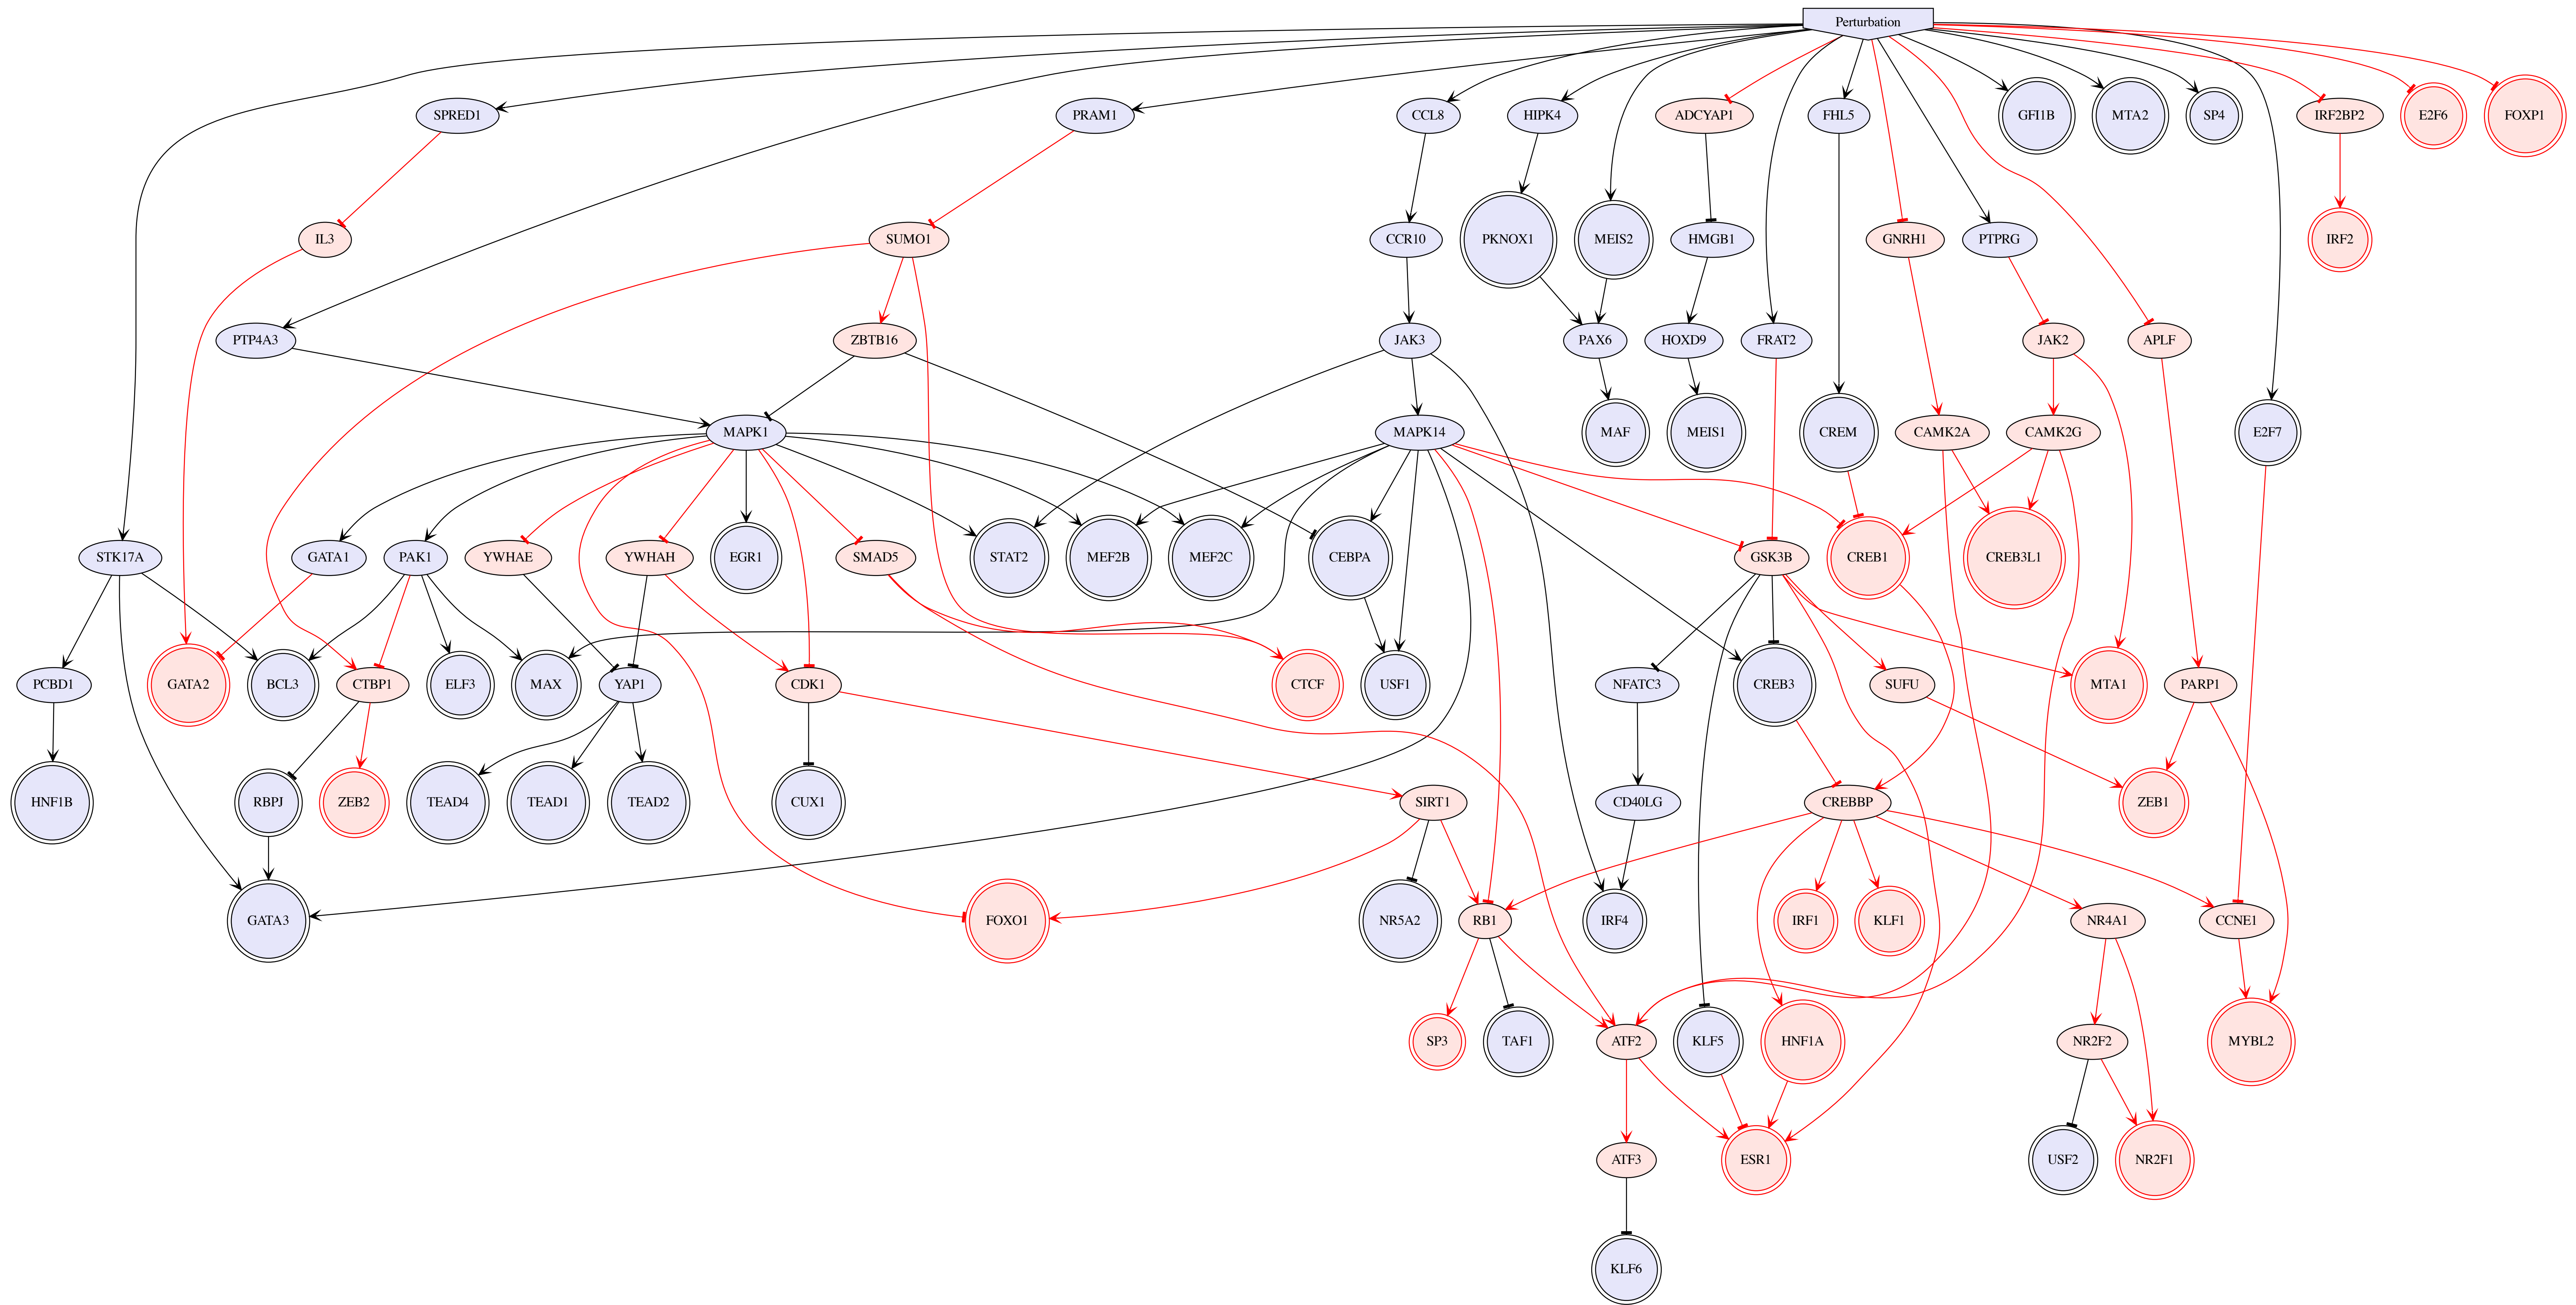 Perturbation
SPRED1
PRAM1
CCL8
HIPK4
ADCYAP1
FHL5
GFI1B
MTA2
SP4
IRF2BP2
E2F6
FOXP1
IL3
SUMO1
CCR10
PKNOX1
MEIS2
HMGB1
GNRH1
PTPRG
IRF2
PTP4A3
ZBTB16
JAK3
PAX6
HOXD9
FRAT2
JAK2
APLF
MAPK1
MAPK14
MAF
MEIS1
CREM
CAMK2A
CAMK2G
E2F7
STK17A
GATA1
PAK1
YWHAE
YWHAH
EGR1
SMAD5
STAT2
MEF2B
MEF2C
CEBPA
GSK3B
CREB1
CREB3L1
PCBD1
GATA2
BCL3
CTBP1
ELF3
MAX
YAP1
CDK1
CTCF
USF1
NFATC3
CREB3
SUFU
MTA1
PARP1
HNF1B
RBPJ
ZEB2
TEAD4
TEAD1
TEAD2
CUX1
SIRT1
CD40LG
CREBBP
ZEB1
GATA3
FOXO1
NR5A2
RB1
IRF4
IRF1
KLF1
NR4A1
CCNE1
SP3
TAF1
ATF2
KLF5
HNF1A
NR2F2
MYBL2
ATF3
ESR1
USF2
NR2F1
KLF6